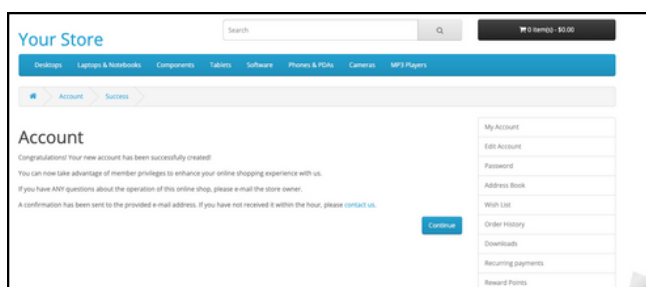 Your Store
Search
0 item(s) - $0.00
Desktops Laptops & Notebooks Components Tablets Software Phones & PDAs Cameras MP3 Players
Account Success
Account
Congratulations! Your new account has been successfully created!
You can now take advantage of member privileges to enhance your online shopping experience with us.
If you have ANY questions about the operation of this online shop, please e-mail the store owner.
A confirmation has been sent to the provided e-mail address. If you have not received it within the hour, please contact us.
Continue
My Account
Edit Account
Password
Address Book
Wish List
Order History
Downloads
Recurring payments
Reward Points